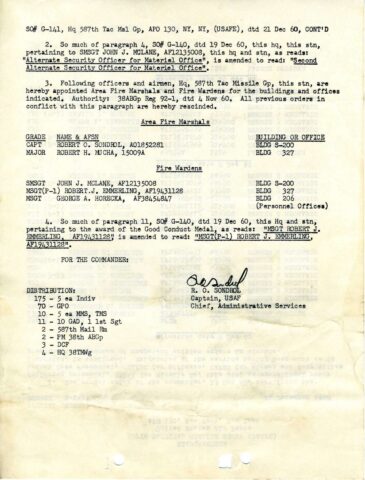 SO# G-141, Hq 587th Tac Msl Gp, APO 130, NY, NY, (USAFE), dtd 21 Dec 60, CONT'D
2. So much of paragraph 4, SO# G-140, dtd 19 Dec 60, this hq, this stn,
pertaining to SMSGT JOHN J. MCLANE, AF12135008, this hq and stn, as reads:
"Alternate Security Officer for Material Office", is amended to read: "Second
Alternate Security Officer for Material Office".
3. Following officers and airmen, Hq, 587th Tac Missile Gp, this stn, are
hereby appointed Area Fire Marshals and Fire Wardens for the buildings and offices
indicated. Authority: 38ABGp Reg 92-1, dtd 4 Nov 60. All previous orders in
conflict with this paragraph are hereby rescinded.
Area Fire Marshals
GRADE NAME & AFSN BUILDING OR OFFICE
CAPT ROBERT O. SONDROL, AO1852281 BLDG S-200
MAJOR ROBERT H. MUCHA, 15009A BLDG 327
Fire Wardens
SMSGT JOHN J. MCLANE, AF12135008 BLDG S-200
MSGT(P-1) ROBERT J. EMMERLING, AF19431128 BLDG 327
MSGT GEORGE A. HORECKA, AF38454847 BLDG 206
(Personnel Offices)
4. So much of paragraph 11, SO# G-140, dtd 19 Dec 60, this Hq and stn,
pertaining to the award of the Good Conduct Medal, as reads: "MSGT ROBERT J.
EMMERLING, AF19431128" is amended to read: "MSGT(P-1) ROBERT J. EMMERLING,
AF19431128".
FOR THE COMMANDER:
R. O. SONDROL
Captain, USAF
Chief, Administrative Services
DISTRIBUTION:
175 - 5 ea Indiv
70 - GPO
10 - 5 ea MMS, TMS
11 - 10 GAD, 1 1st Sgt
2 - 587th Mail Rm
2 - FM 38th ABGp
3 - DCF
4 - HQ 38TMWg